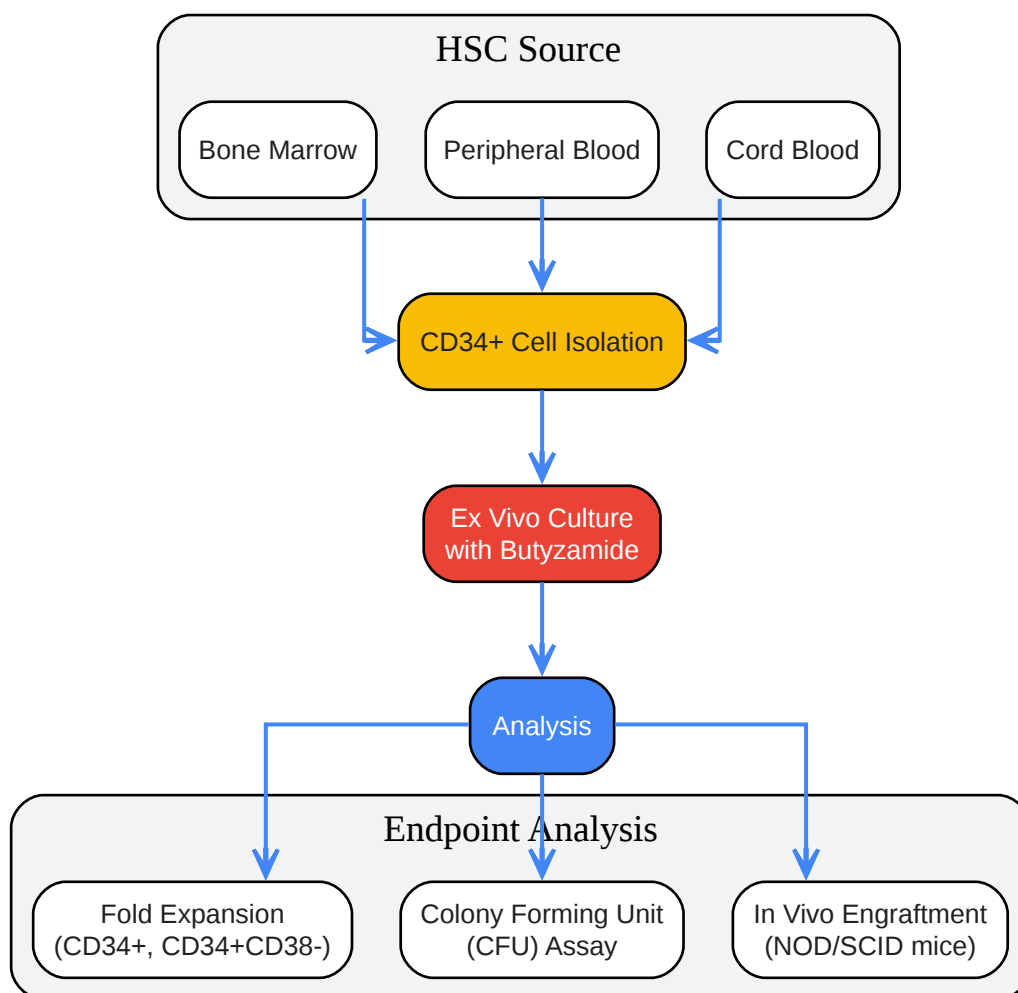 HSC Source
Bone Marrow
Peripheral Blood
Cord Blood
CD34+ Cell Isolation
Ex Vivo Culture
with Butyzamide
Analysis
Endpoint Analysis
Fold Expansion
(CD34+, CD34+CD38-)
Colony Forming Unit
(CFU) Assay
In Vivo Engraftment
(NOD/SCID mice)